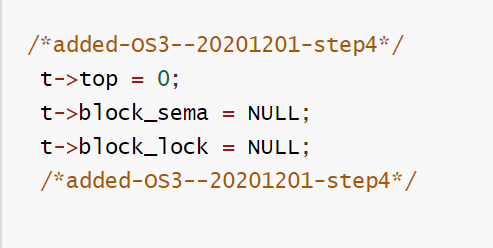 /*added-OS3--20201201-step4*/
t->top = 0;
t->block_sema = NULL;
t->block_lock = NULL;
/*added-OS3--20201201-step4*/